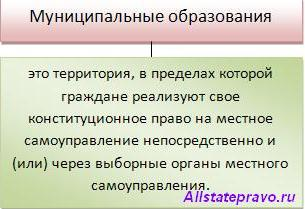 Муниципальные образования
это территория, в пределах которой
граждане реализуют свое
конституционное право на местное
самоуправление непосредственно и
(или) через выборные органы местного
самоуправления.
Allstatepravo.ru